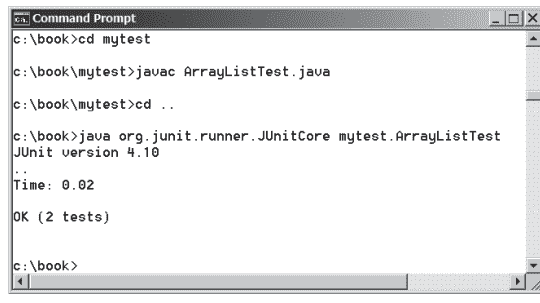 Command Prompt
c:\book>cd mytest
c:\book\mytest>javac ArrayListTest.java
c:\book\mytest>cd ..
c:\book>java org.junit.runner.JUnitCore mytest.ArrayListTest
JUnit version 4.10
..
Time: 0.02
OK (2 tests)
c:\book>